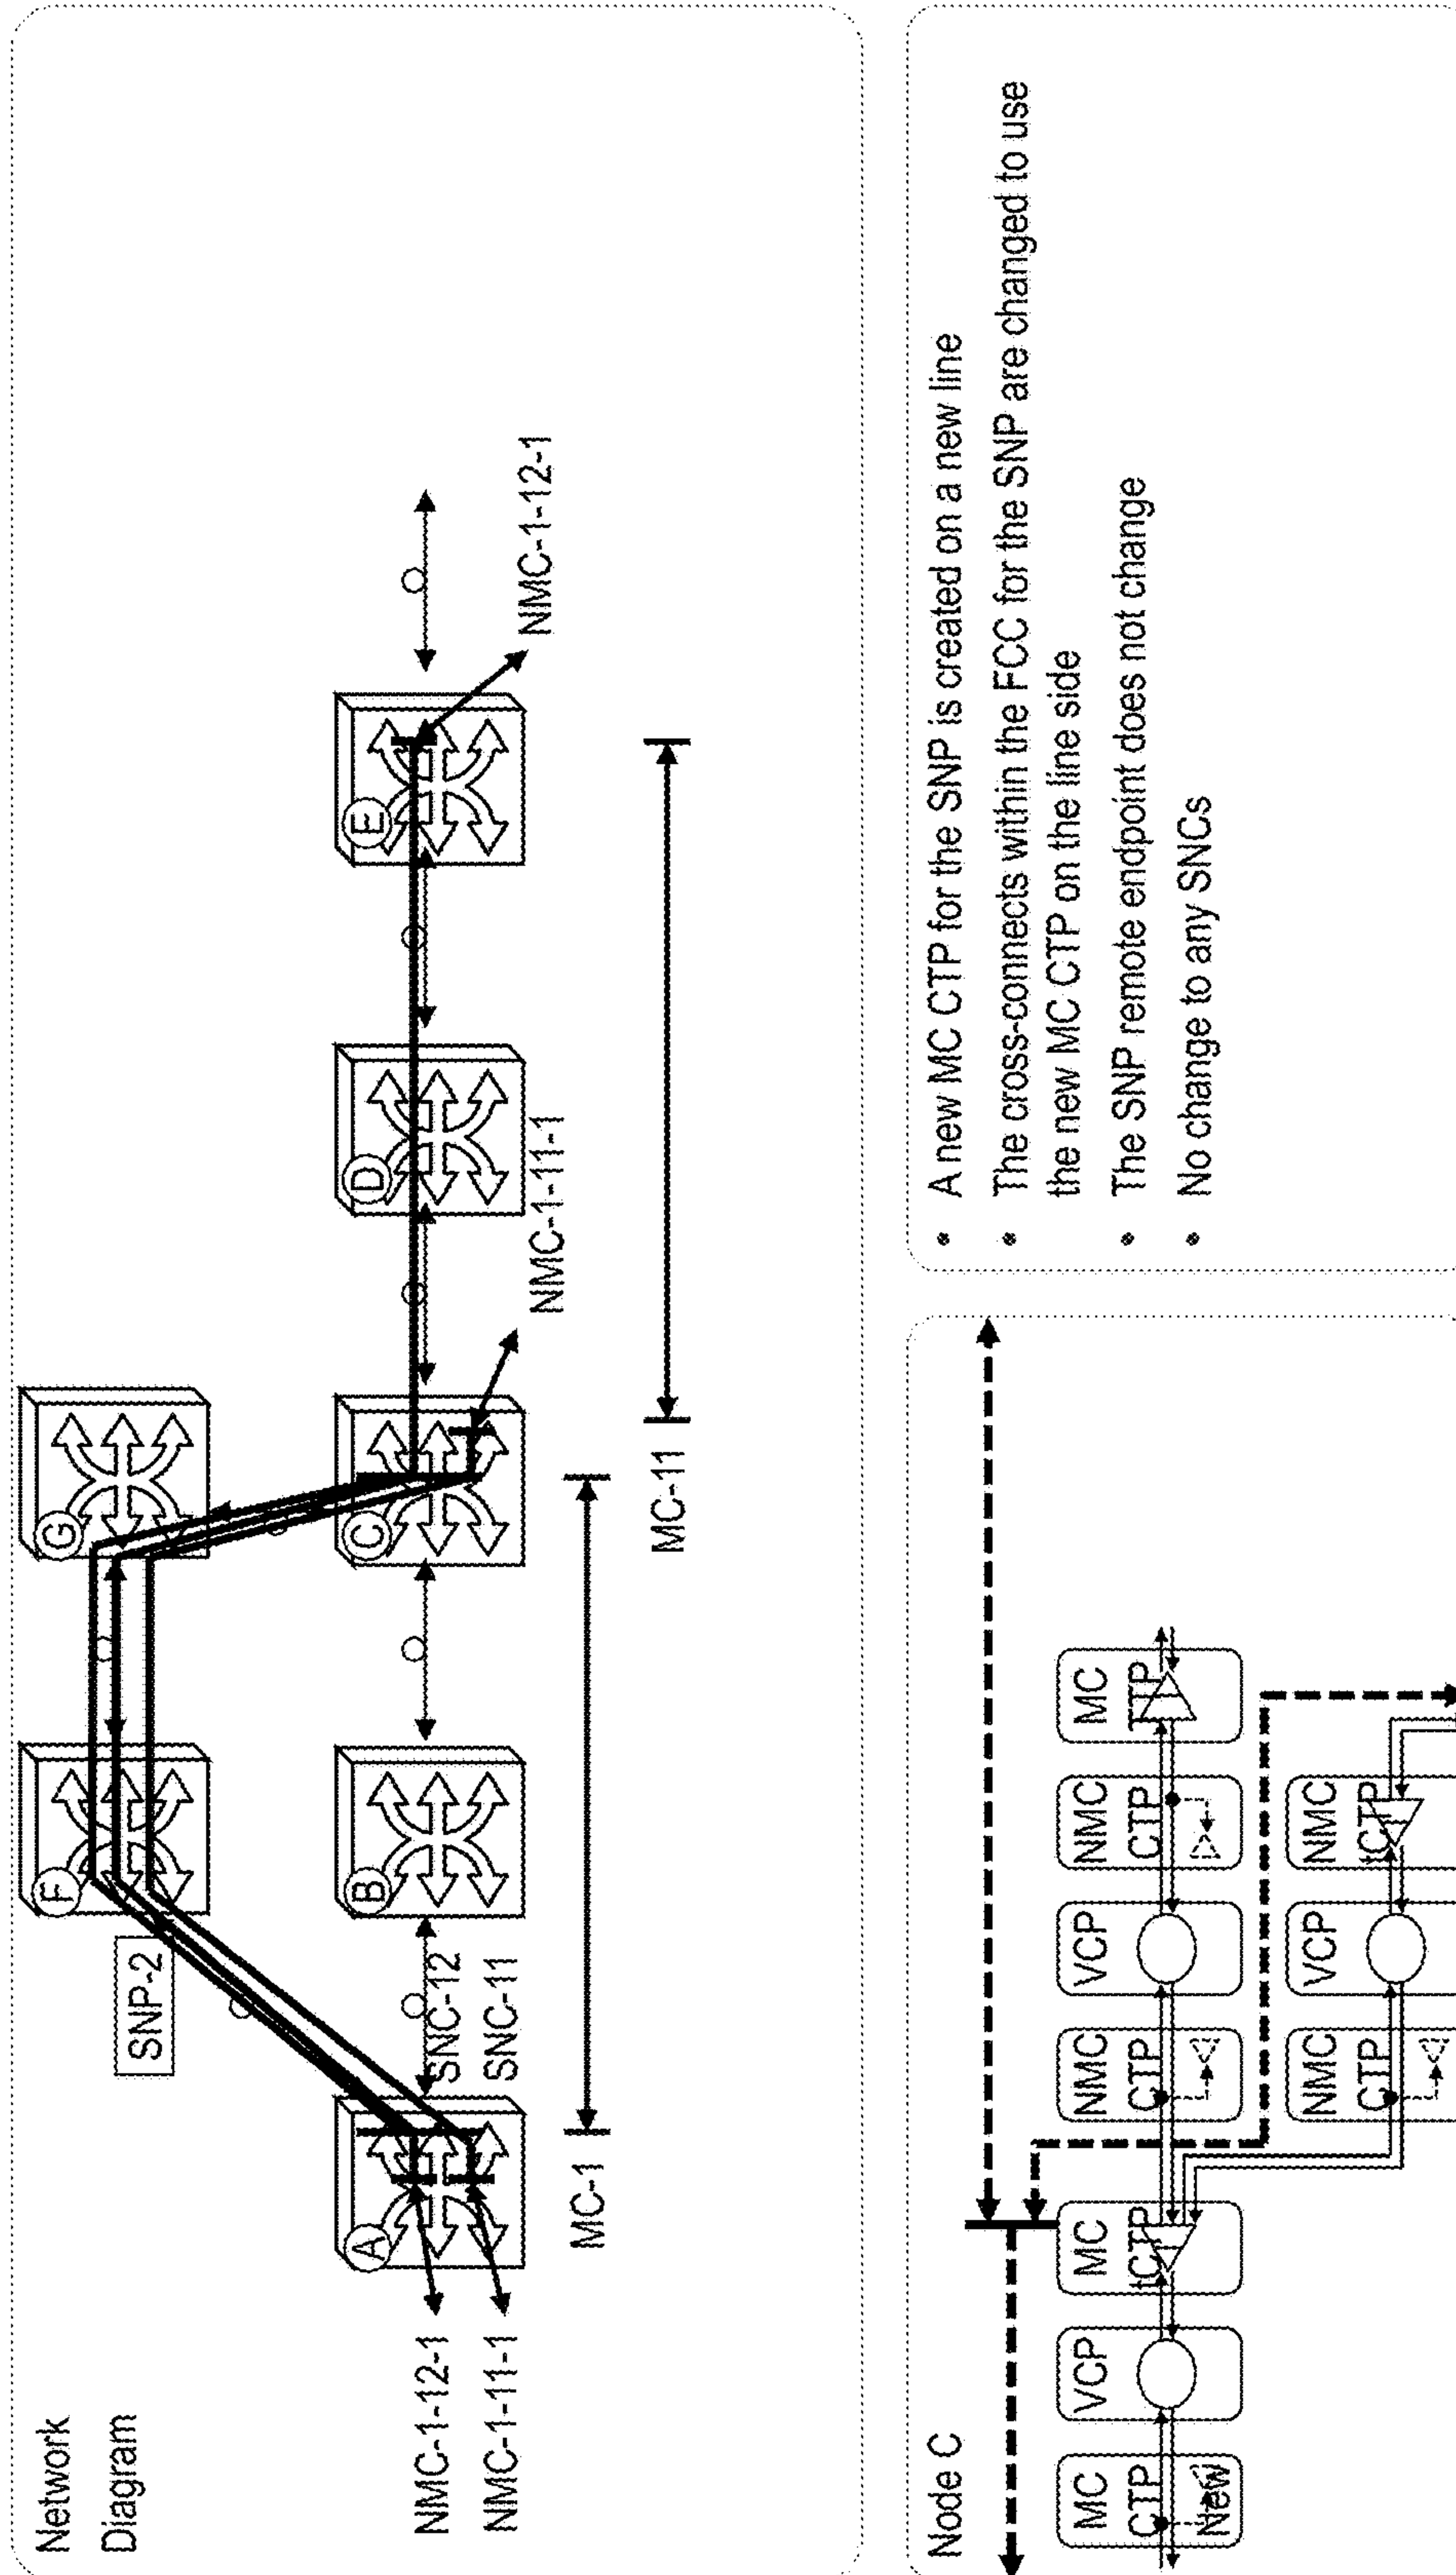 Network
Diagram
SNP-2
F
G
A
B
C
D
E
SNC-12
SNC-11
NMC-1-12-1
NMC-1-11-1
NMC-1-11-1
NMC-1-12-1
MC-1
MC-11
Node C
MC
CTP
New
VCP
MC
tCTP
NMC
CTP
VCP
NMC
CTP
MC
TTP
NMC
CTP
VCP
NMC
tCTP
• A new MC CTP for the SNP is created on a new line
• The cross-connects within the FCC for the SNP are changed to use
the new MC CTP on the line side
• The SNP remote endpoint does not change
• No change to any SNCs